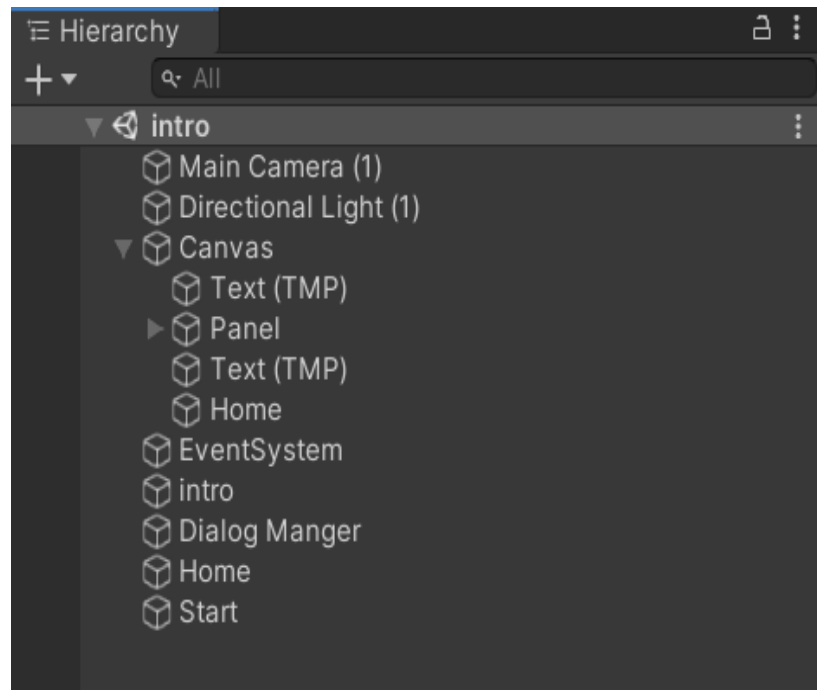 Hierarchy
All
intro
Main Camera (1)
Directional Light (1)
Canvas
Text (TMP)
Panel
Text (TMP)
Home
EventSystem
intro
Dialog Manger
Home
Start